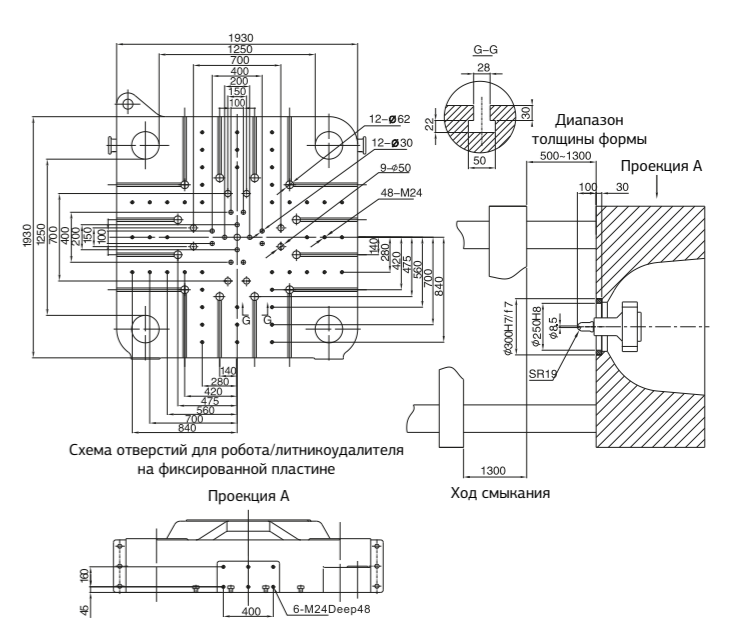 1930
1250
700
400
200
150
100
G-G
28
22
30
50
12-ø62
12-ø30
9-ø50
48-M24
Диапазон
толщины формы
500~1300
Проекция А
100
30
1930
1250
700
400
200
150
100
140
280
420
475
560
700
840
G
G
ø300H7/f7
ø250H8
ø8.5
SR19
140
280
420
475
560
700
840
1300
Ход смыкания
Схема отверстий для робота/литникоудалителя
на фиксированной пластине
Проекция А
160
45
400
6-M24Deep48